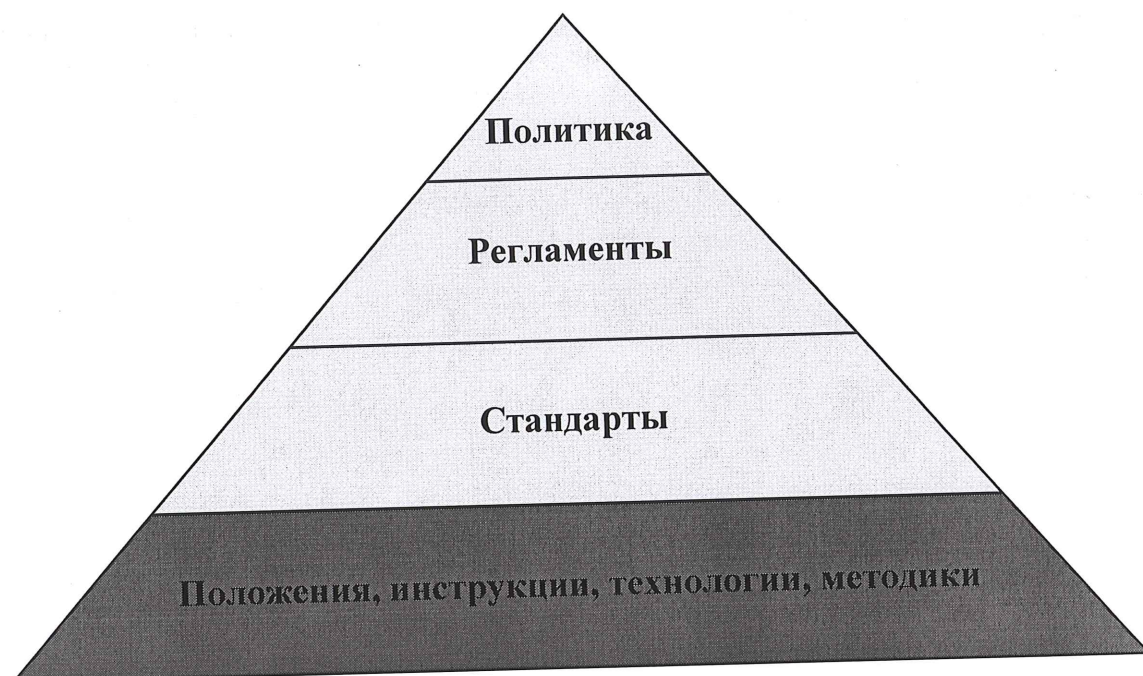 Политика
Регламенты
Стандарты
Положения, инструкции, технологии, методики